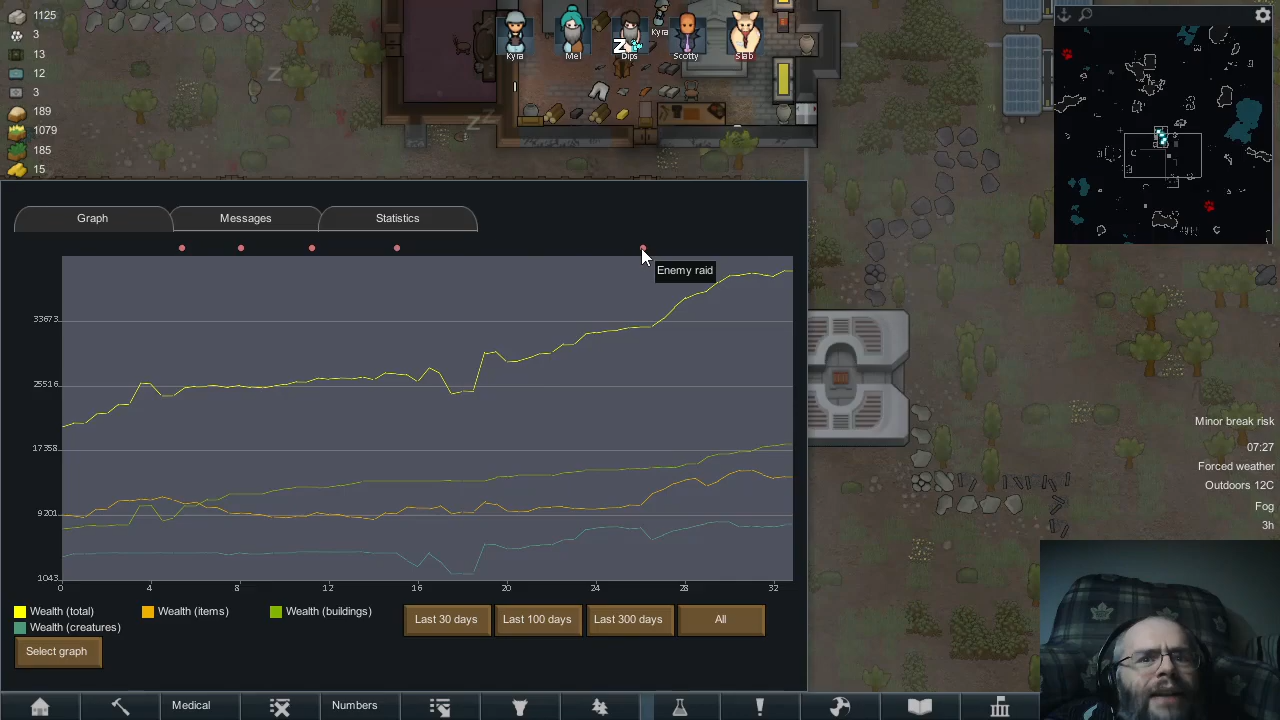 1125
3
13
12
3
189
1079
185
15
Kyra
Mel
Dips
Kyra
Scotty
Slab
Graph
Messages
Statistics
Enemy raid
33673
25516
17358
9201
1043
0
4
8
12
16
20
24
28
32
Wealth (total)
Wealth (items)
Wealth (buildings)
Wealth (creatures)
Last 30 days
Last 100 days
Last 300 days
All
Select graph
Minor break risk
07:27
Forced weather
Outdoors 12C
Fog
3h
Medical
Numbers